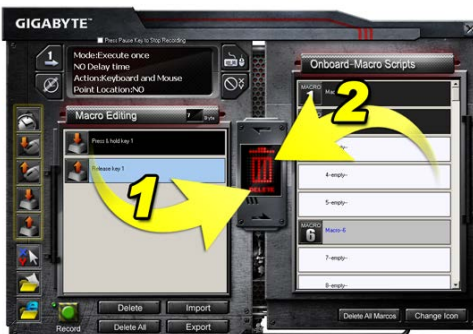 GIGABYTE™
Press Pause Key to Stop Recording
Mode:Execute once
NO Delay time
Action:Keyboard and Mouse
Point Location:NO
Macro Editing
7 Byte
Press & hold key 1
Release key 1
1
DELETE
2
Onboard-Macro Scripts
MACRO
4-empty-
5-empty-
MACRO 6
Macro-6
7-empty-
8-empty-
Record
Delete
Import
Delete All
Export
Delete All Marcos
Change Icon